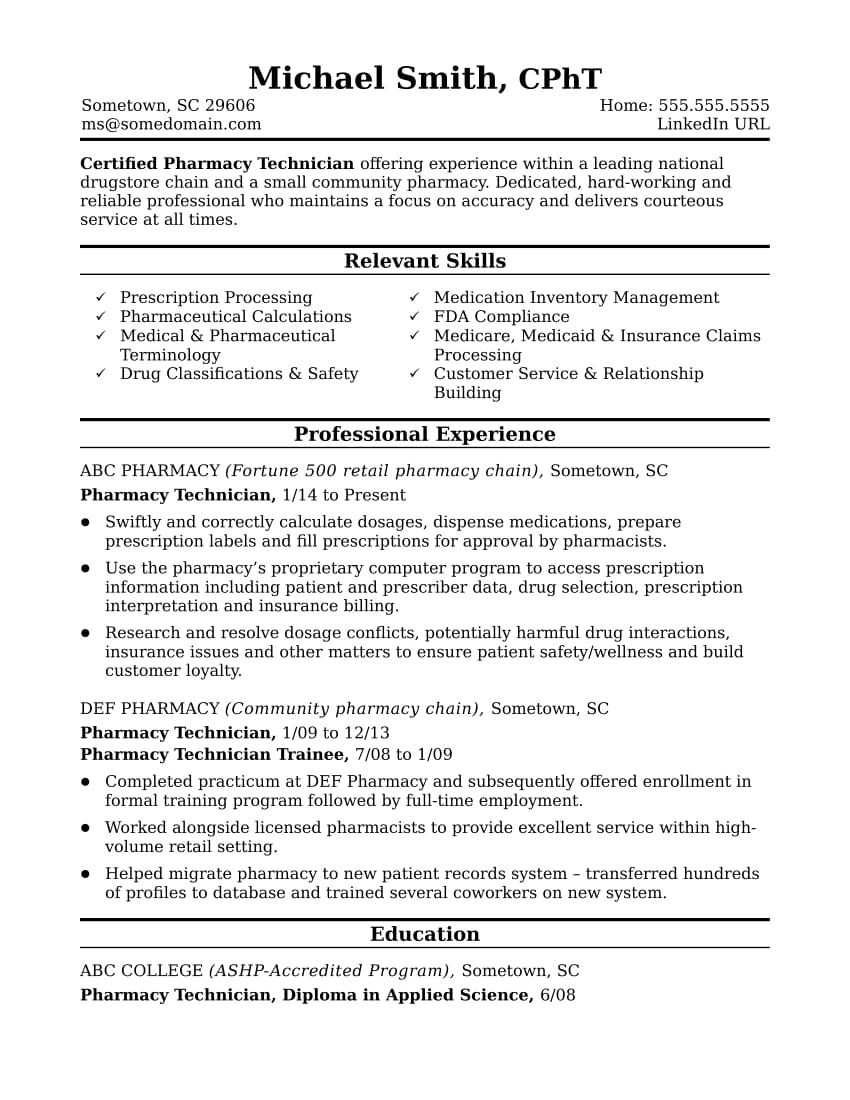 Michael Smith, CPhT
Sometown, SC 29606
Home: 555.555.5555
ms@somedomain.com
LinkedIn URL
Certified Pharmacy Technician offering experience within a leading national
drugstore chain and a small community pharmacy. Dedicated, hard-working and
reliable professional who maintains a focus on accuracy and delivers courteous
service at all times.
Relevant Skills
✓ Prescription Processing
✓ Pharmaceutical Calculations
✓ Medical & Pharmaceutical
Terminology
✓ Drug Classifications & Safety
✓ Medication Inventory Management
✓ FDA Compliance
✓ Medicare, Medicaid & Insurance Claims
Processing
✓ Customer Service & Relationship
Building
Professional Experience
ABC PHARMACY (Fortune 500 retail pharmacy chain), Sometown, SC
Pharmacy Technician, 1/14 to Present
● Swiftly and correctly calculate dosages, dispense medications, prepare
prescription labels and fill prescriptions for approval by pharmacists.
● Use the pharmacy’s proprietary computer program to access prescription
information including patient and prescriber data, drug selection, prescription
interpretation and insurance billing.
● Research and resolve dosage conflicts, potentially harmful drug interactions,
insurance issues and other matters to ensure patient safety/wellness and build
customer loyalty.
DEF PHARMACY (Community pharmacy chain), Sometown, SC
Pharmacy Technician, 1/09 to 12/13
Pharmacy Technician Trainee, 7/08 to 1/09
● Completed practicum at DEF Pharmacy and subsequently offered enrollment in
formal training program followed by full-time employment.
● Worked alongside licensed pharmacists to provide excellent service within high-
volume retail setting.
● Helped migrate pharmacy to new patient records system – transferred hundreds
of profiles to database and trained several coworkers on new system.
Education
ABC COLLEGE (ASHP-Accredited Program), Sometown, SC
Pharmacy Technician, Diploma in Applied Science, 6/08